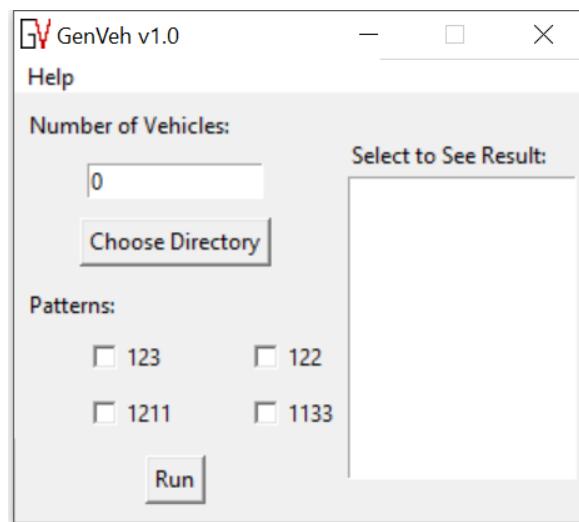 GV GenVeh v1.0
Help
Number of Vehicles:
0
Choose Directory
Select to See Result:
Patterns:
123 122
1211 1133
Run